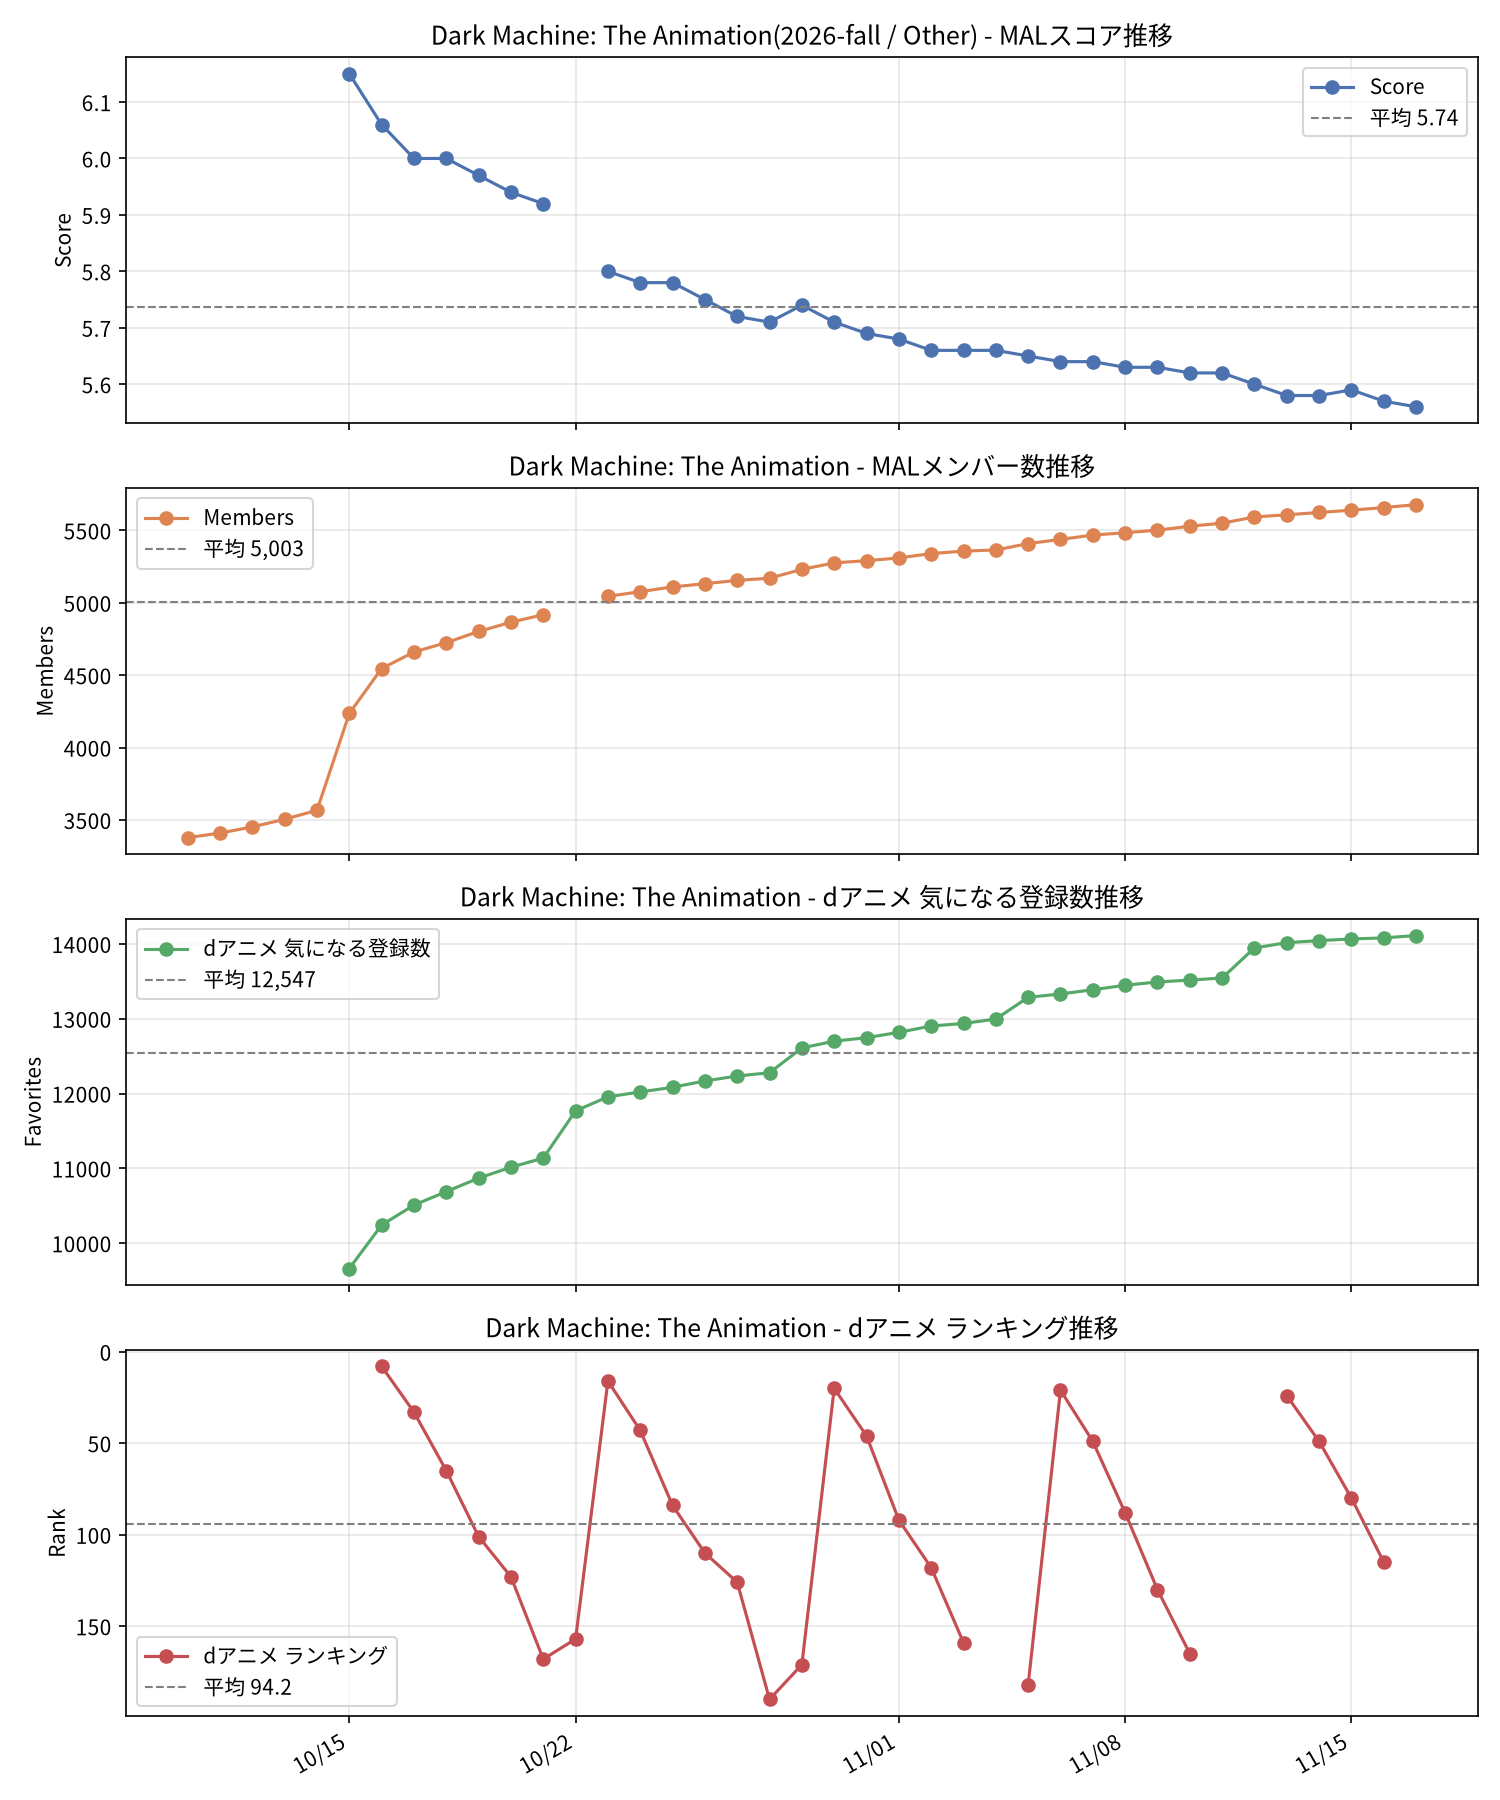 Dark Machine: The Animation(2026-fall / Other) - MALスコア推移
Score
6.1
6.0
5.9
5.8
5.7
5.6
Score
平均 5.74
Dark Machine: The Animation - MALメンバー数推移
Members
5500
5000
4500
4000
3500
Members
平均 5,003
Dark Machine: The Animation - dアニメ 気になる登録数推移
Favorites
14000
13000
12000
11000
10000
dアニメ 気になる登録数
平均 12,547
Dark Machine: The Animation - dアニメ ランキング推移
Rank
0
50
100
150
dアニメ ランキング
平均 94.2
10/15
10/22
11/01
11/08
11/15